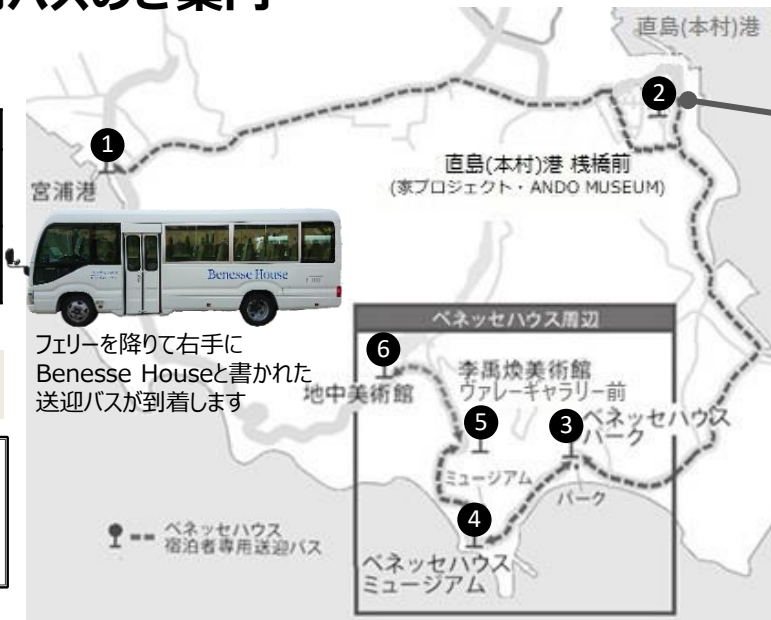 バスのご案内
直島(本村)港
2
1
直島(本村)港 桟橋前
(家プロジェクト・ANDO MUSEUM)
宮浦港
Benesse House
ベネッセハウス周辺
フェリーを降りて右手に
Benesse Houseと書かれた
送迎バスが到着します
6
李禹煥美術館
ヴァレーギャラリー前
地中美術館
5
3
ベネッセハウス
パーク
ミュージアム
パーク
4
ベネッセハウス
宿泊者専用送迎バス
ベネッセハウス
ミュージアム